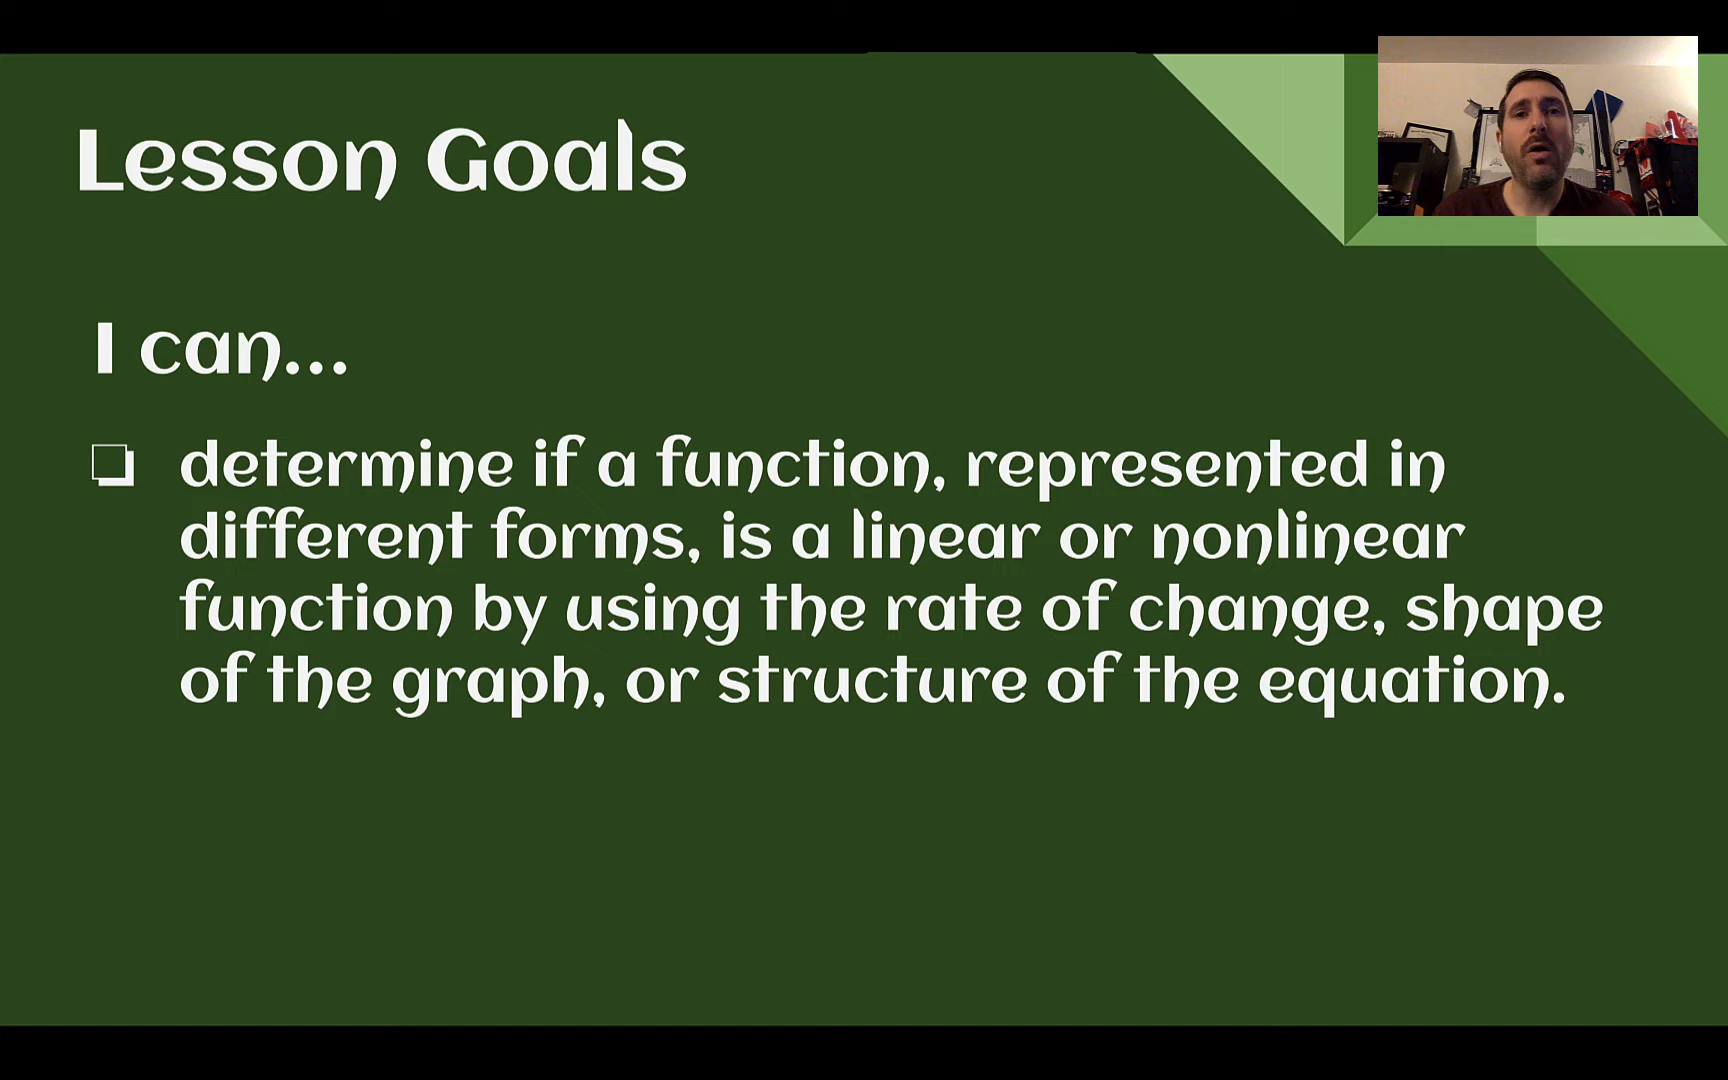 Lesson Goals
I can...
❏ determine if a function, represented in
different forms, is a linear or nonlinear
function by using the rate of change, shape
of the graph, or structure of the equation.